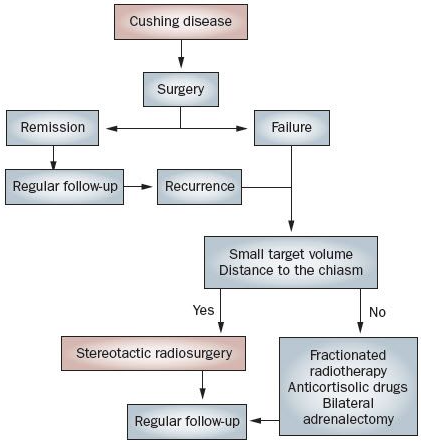 Cushing disease
Surgery
Remission
Failure
Regular follow-up
Recurrence
Small target volume
Distance to the chiasm
Yes
No
Stereotactic radiosurgery
Fractionated
radiotherapy
Anticortisolic drugs
Bilateral
adrenalectomy
Regular follow-up